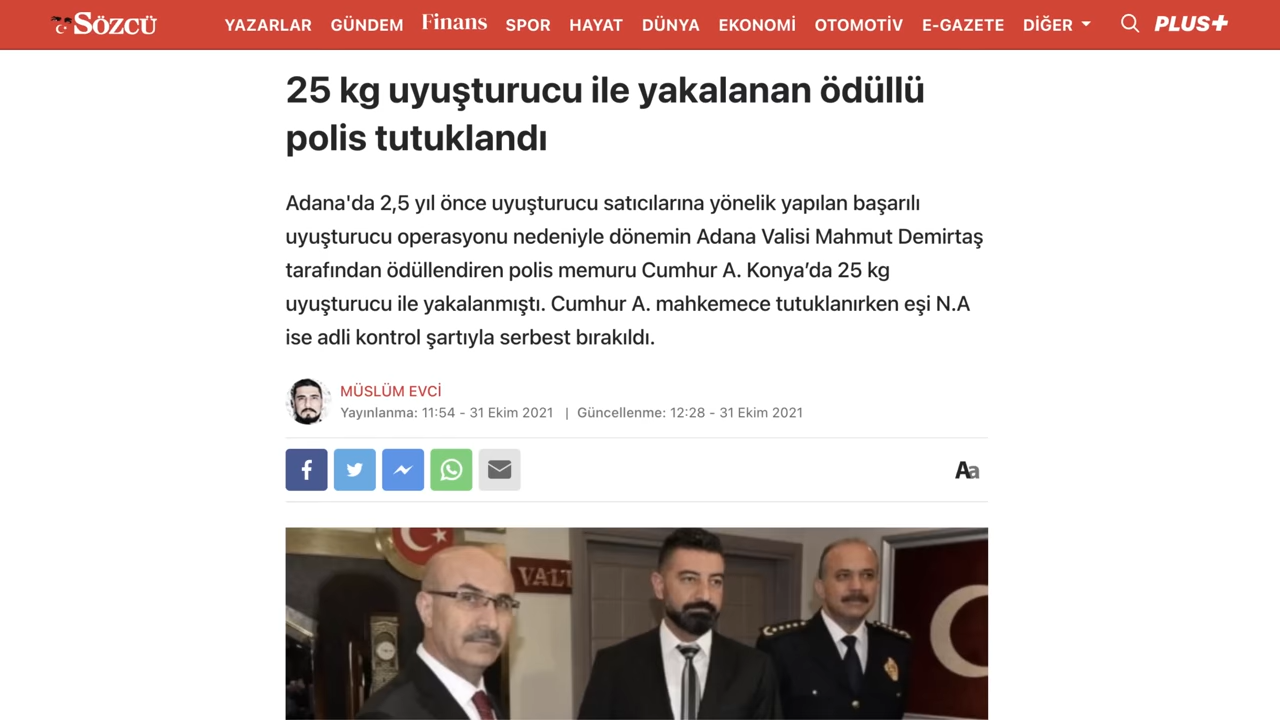 Sözcü
YAZARLAR GÜNDEM Finans SPOR HAYAT DÜNYA EKONOMİ OTOMOTİV E-GAZETE DİĞER PLUS+
25 kg uyuşturucu ile yakalanan ödüllü
polis tutuklandı
Adana'da 2,5 yıl önce uyuşturucu satıcılarına yönelik yapılan başarılı
uyuşturucu operasyonu nedeniyle dönemin Adana Valisi Mahmut Demirtaş
tarafından ödüllendiren polis memuru Cumhur A. Konya’da 25 kg
uyuşturucu ile yakalanmıştı. Cumhur A. mahkemece tutuklanırken eşi N.A
ise adli kontrol şartıyla serbest bırakıldı.
MÜSLÜM EVCİ
Yayınlanma: 11:54 - 31 Ekim 2021 | Güncellenme: 12:28 - 31 Ekim 2021
Aa
VALİ